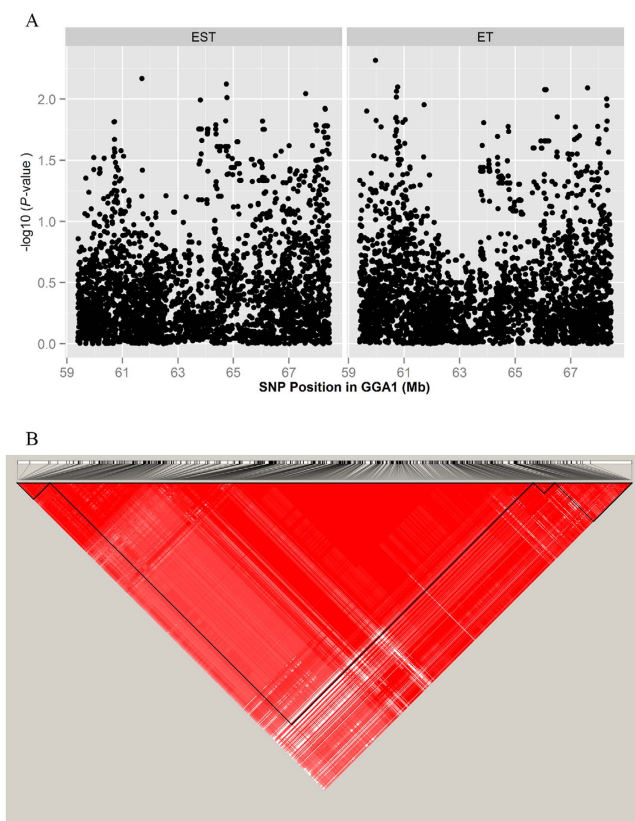 A
EST ET
2.0
1.5
1.0
0.5
0.0
-log10 (P-value )
59 61 63 65 67 59 61 63 65 67
SNP Position in GGA1 (Mb)
B